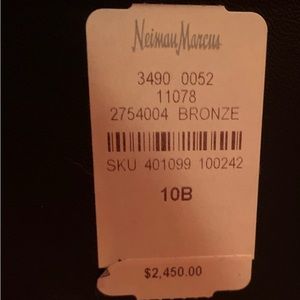 Neiman Marcus
3490 0052
11078
2754004 BRONZE
SKU 401099 100242
10B
$2,450.00